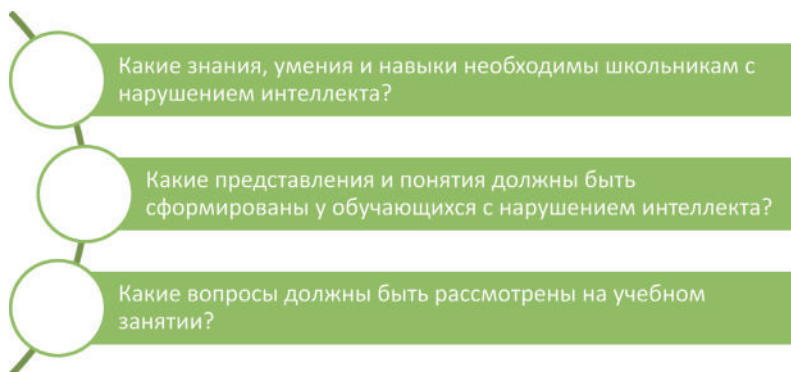 Какие знания, умения и навыки необходимы школьникам с
нарушением интеллекта?
Какие представления и понятия должны быть
сформированы у обучающихся с нарушением интеллекта?
Какие вопросы должны быть рассмотрены на учебном
занятии?